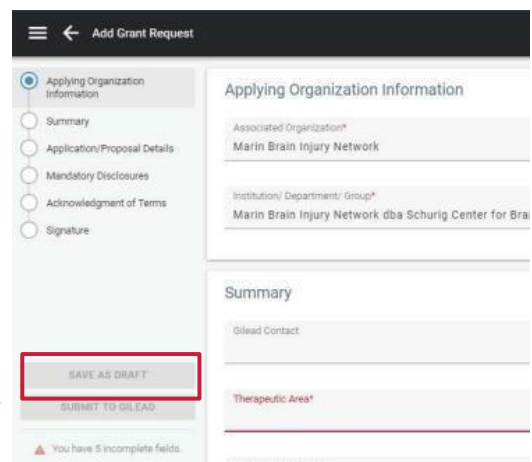 Add Grant Request
Applying Organization
Information
Summary
Application/Proposal Details
Mandatory Disclosures
Acknowledgment of Terms
Signature
SAVE AS DRAFT
SUBMIT TO GILEAD
You have 5 incomplete fields.
Applying Organization Information
Associated Organization*
Marin Brain Injury Network
Institution/ Department/ Group*
Marin Brain Injury Network dba Schurig Center for
Summary
Gilead Contact
Therapeutic Area*